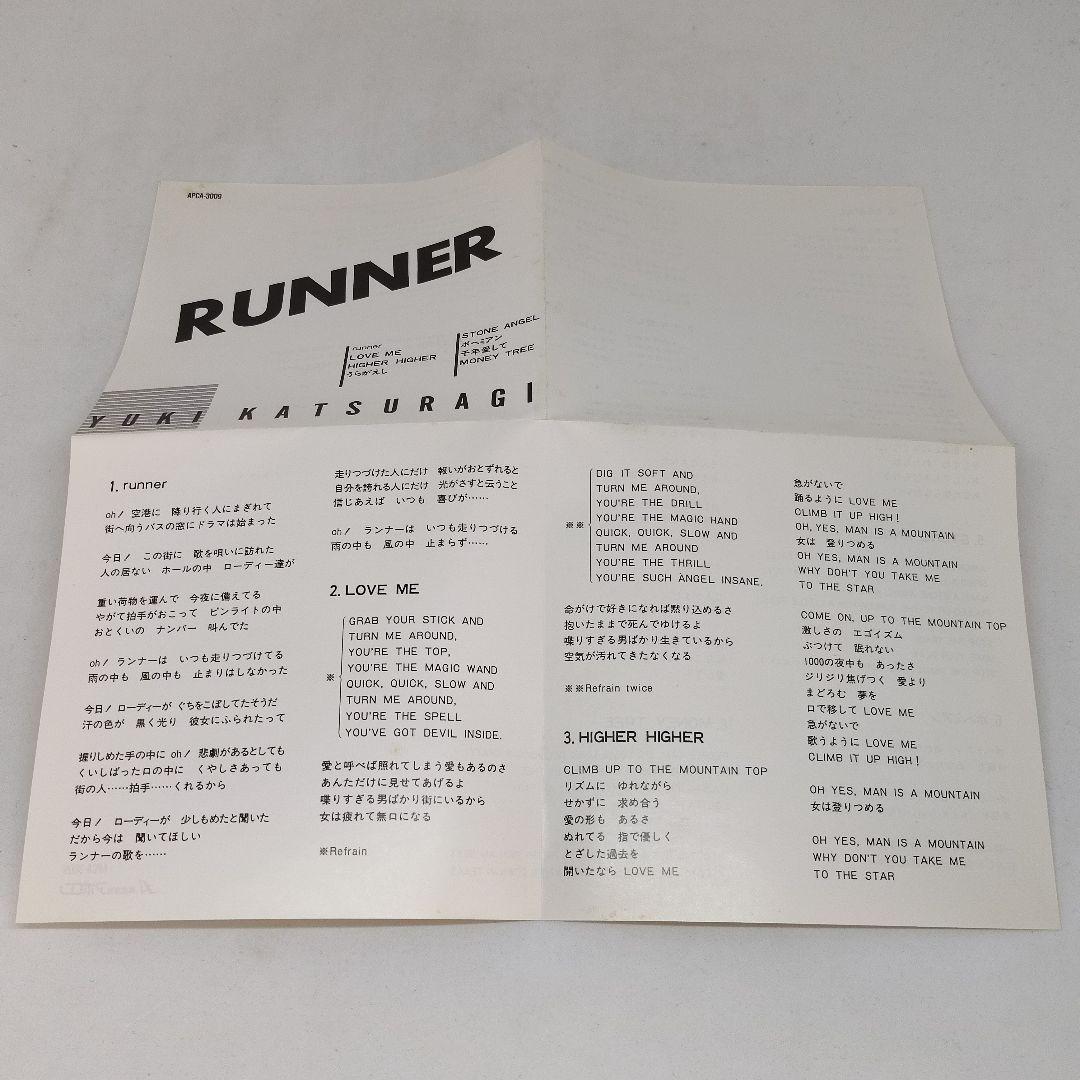 APCA-3009
RUNNER
runner
LOVE ME
HIGHER HIGHER
うらがえし
STONE ANGEL
ボヘミアン
千年愛して
MONEY TREE
YUKI KATSURAGI
1. runner
oh! 空港に 降り行く人にまぎれて
街へ向うバスの窓にドラマは始まった
今日! この街に 歌を唄いに訪れた
人の居ない ホールの中 ローディー達が
重い荷物を運んで 今夜に備えてる
やがて拍手がおこって ピンライトの中
おとくいの ナンバー 叫んでた
oh! ランナーは いつも走りつづけてる
雨の中も 風の中も 止まりはしなかった
今日! ローディーが ぐちをこぼしてたそうだ
汗の色が 黒く光り 彼女にふられたって
握りしめた手の中に oh! 悲劇があるとしても
くいしばった口の中に くやしさあっても
街の人……拍手……くれるから
今日! ローディーが 少しもめたと聞いた
だから今は 聞いてほしい
ランナーの歌を……
走りつづけた人にだけ 報いがおとずれると
自分を誇れる人にだけ 光がさすと云うこと
信じあえば いつも 喜びが……
oh! ランナーは いつも走りつづける
雨の中も 風の中 止まらず……
2. LOVE ME
※
GRAB YOUR STICK AND
TURN ME AROUND,
YOU'RE THE TOP,
YOU'RE THE MAGIC WAND
QUICK, QUICK, SLOW AND
TURN ME AROUND,
YOU'RE THE SPELL
YOU'VE GOT DEVIL INSIDE.
愛と呼べば照れてしまう愛もあるのさ
あんただけに見せてあげるよ
喋りすぎる男ばかり街にいるから
女は疲れて無口になる
※Refrain
※※
DIG IT SOFT AND
TURN ME AROUND,
YOU'RE THE DRILL
YOU'RE THE MAGIC HAND
QUICK, QUICK, SLOW AND
TURN ME AROUND
YOU'RE THE THRILL
YOU'RE SUCH ANGEL INSANE.
命がけで好きになれば黙り込めるさ
抱いたままで死んでゆけるよ
喋りすぎる男ばかり生きているから
空気が汚れてきたなくなる
※※Refrain twice
3. HIGHER HIGHER
CLIMB UP TO THE MOUNTAIN TOP
リズムに ゆれながら
せかずに 求め合う
愛の形も あるさ
ぬれてる 指で優しく
とざした過去を
開いたなら LOVE ME
急がないで
踊るように LOVE ME
CLIMB IT UP HIGH!
OH, YES, MAN IS A MOUNTAIN
女は 登りつめる
OH YES, MAN IS A MOUNTAIN
WHY DOH'T YOU TAKE ME
TO THE STAR
COME ON, UP TO THE MOUNTAIN TOP
激しさの エゴイズム
ぶつけて 眠れない
1000の夜中も あったさ
ジリジリ焦げつく 愛より
まどろむ 夢を
口で移して LOVE ME
急がないで
歌うように LOVE ME
CLIMB IT UP HIGH!
OH YES, MAN IS A MOUNTAIN
女は登りつめる
OH YES, MAN IS A MOUNTAIN
WHY DON'T YOU TAKE ME
TO THE STAR